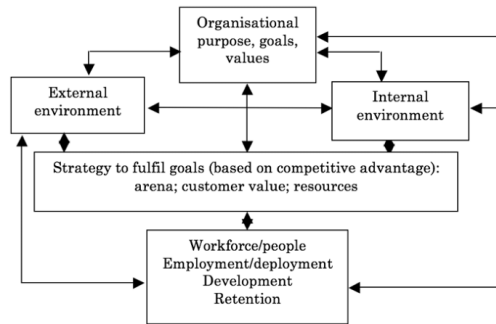 Organisational
purpose, goals,
values
External
environment
Internal
environment
Strategy to fulfil goals (based on competitive advantage):
arena; customer value; resources
Workforce/people
Employment/deployment
Development
Retention